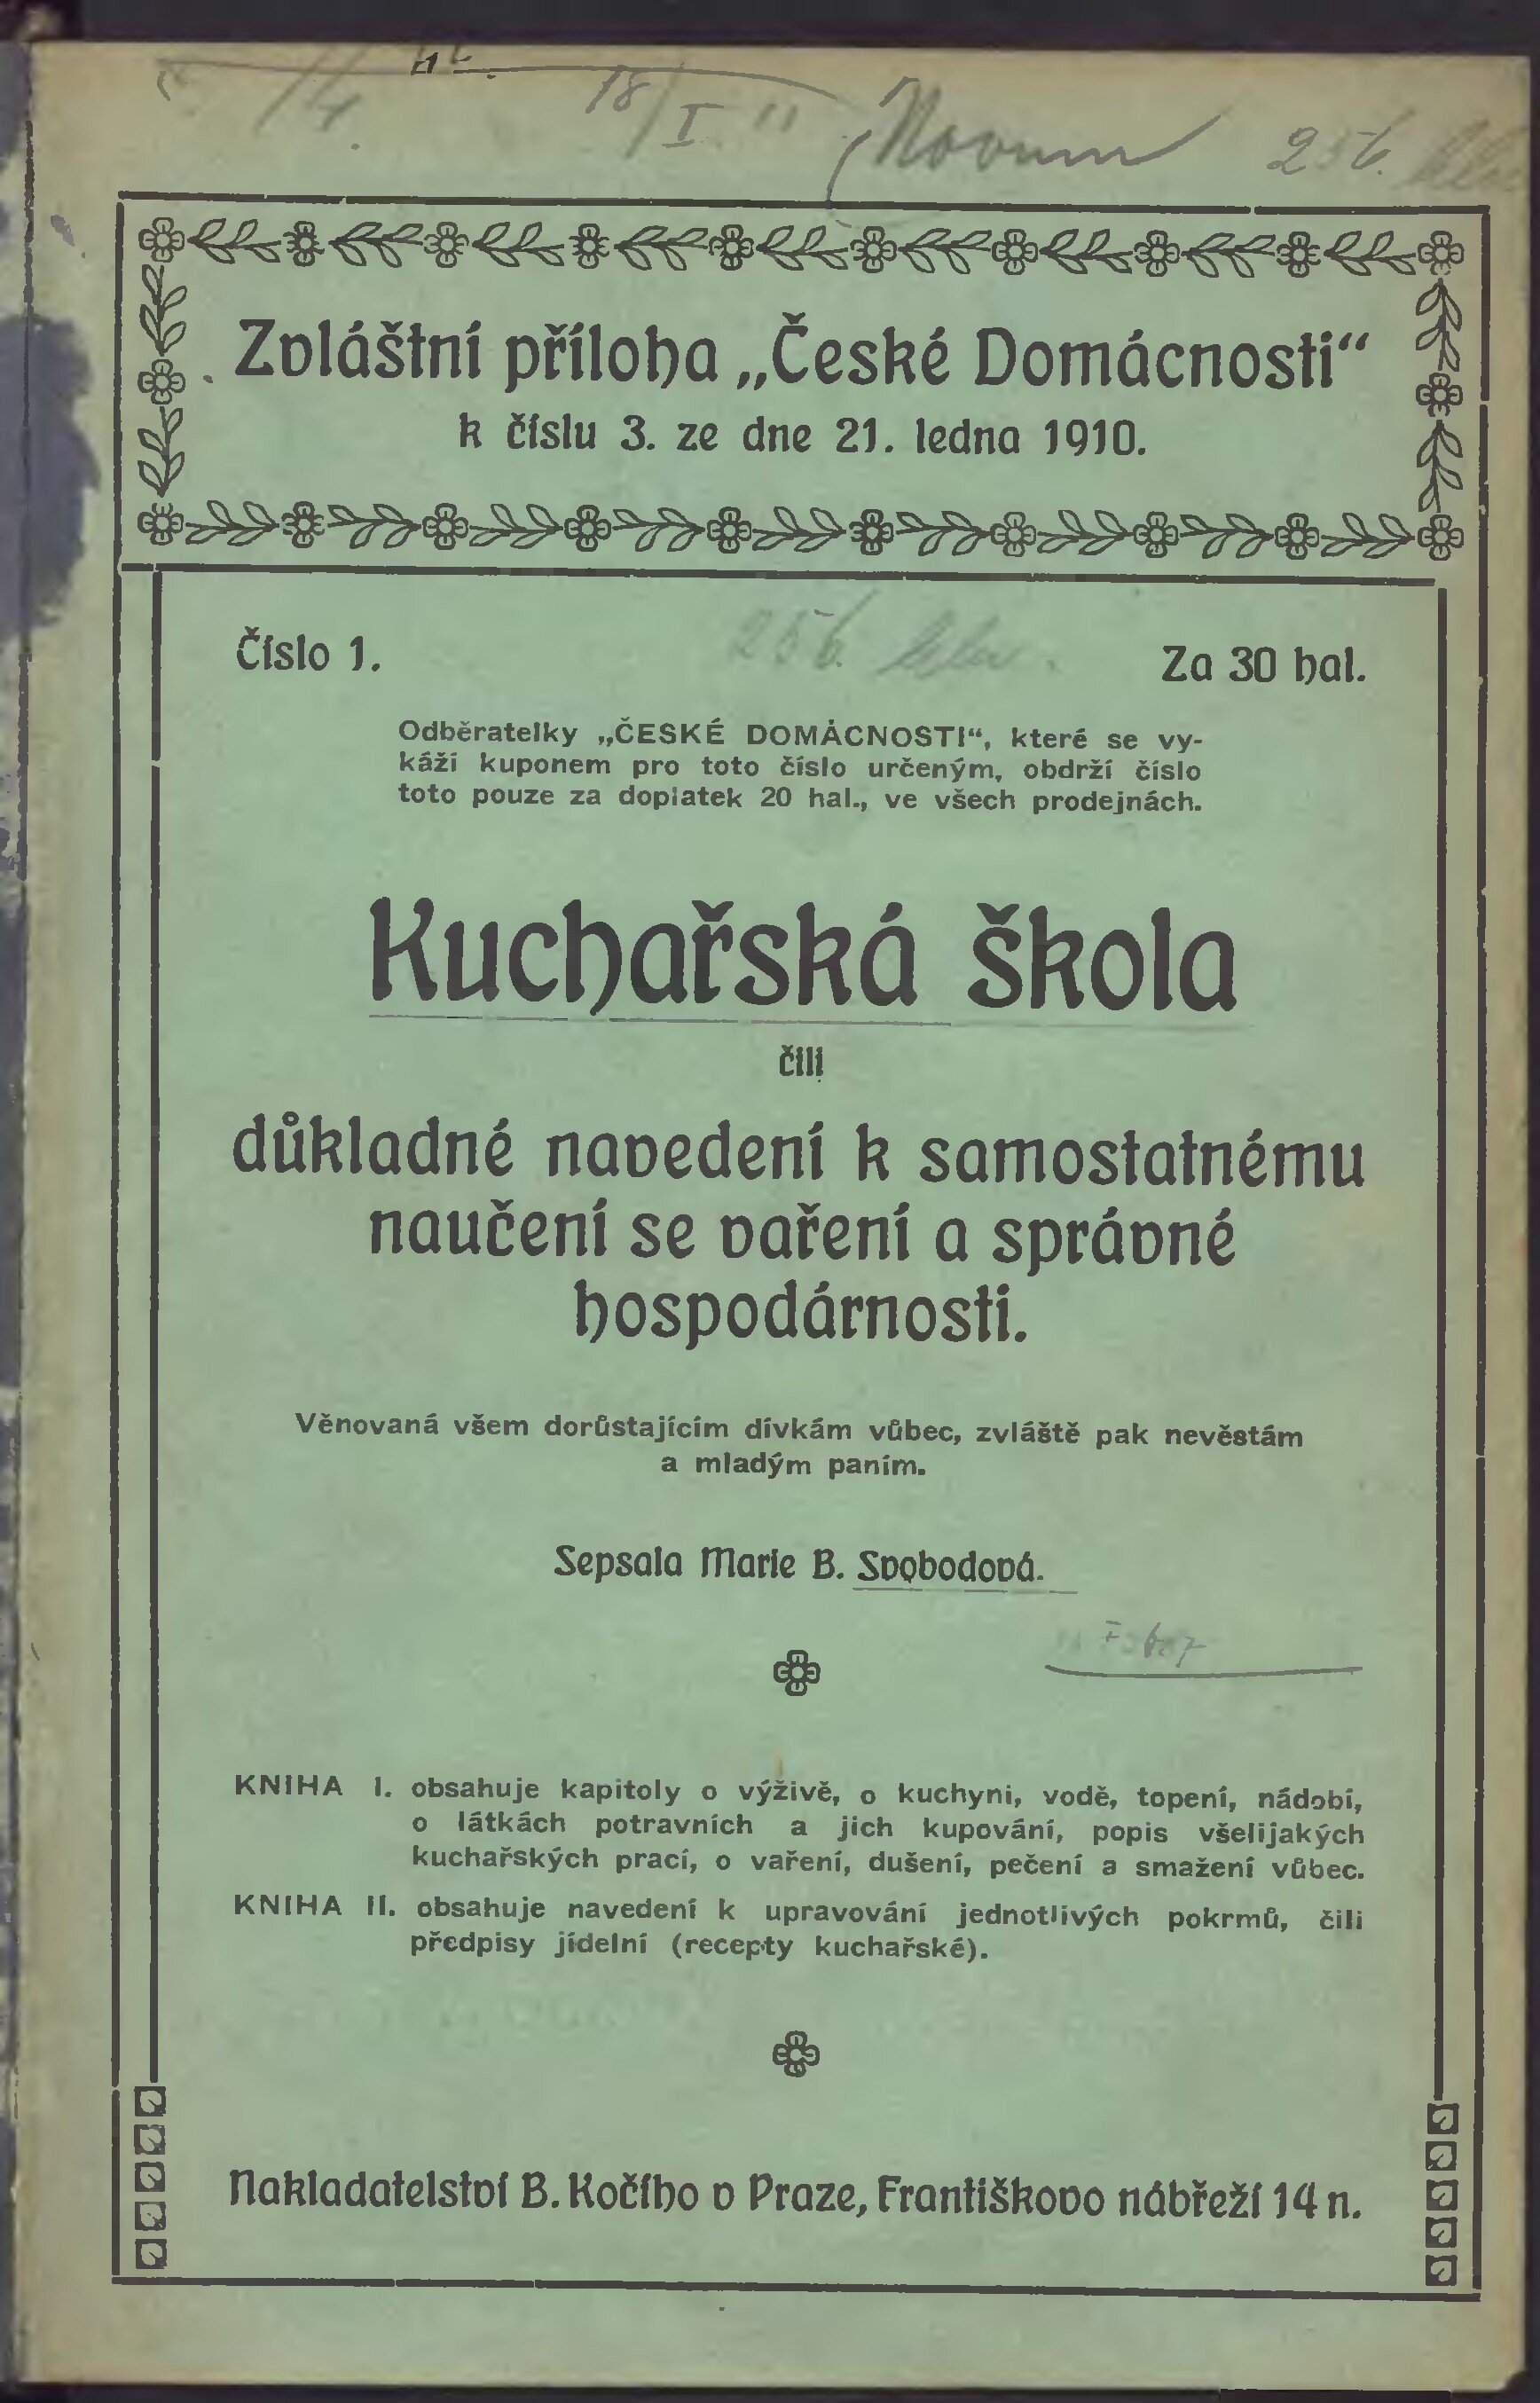 18/I 11 Novum 256.
Zvláštní příloha „České Domácnosti“
k číslu 3. ze dne 21. ledna 1910.
256.
Číslo 1. Za 30 hal.
Odběratelky „ČESKÉ DOMÁCNOSTI“, které se vy-
káží kuponem pro toto číslo určeným, obdrží číslo
toto pouze za doplatek 20 hal., ve všech prodejnách.
Kuchařská škola
čili
důkladné navedení k samostatnému
naučení se vaření a správné
hospodárnosti.
Věnovaná všem dorůstajícím dívkám vůbec, zvláště pak nevěstám
a mladým paním.
Sepsala Marie B. Svobodová.
KNIHA I. obsahuje kapitoly o výživě, o kuchyni, vodě, topení, nádobí,
o látkách potravních a jich kupování, popis všelijakých
kuchařských prací, o vaření, dušení, pečení a smažení vůbec.
KNIHA II. obsahuje navedení k upravování jednotlivých pokrmů, čili
předpisy jídelní (recepty kuchařské).
Nakladatelství B. Kočího v Praze, Františkovo nábřeží 14 n.